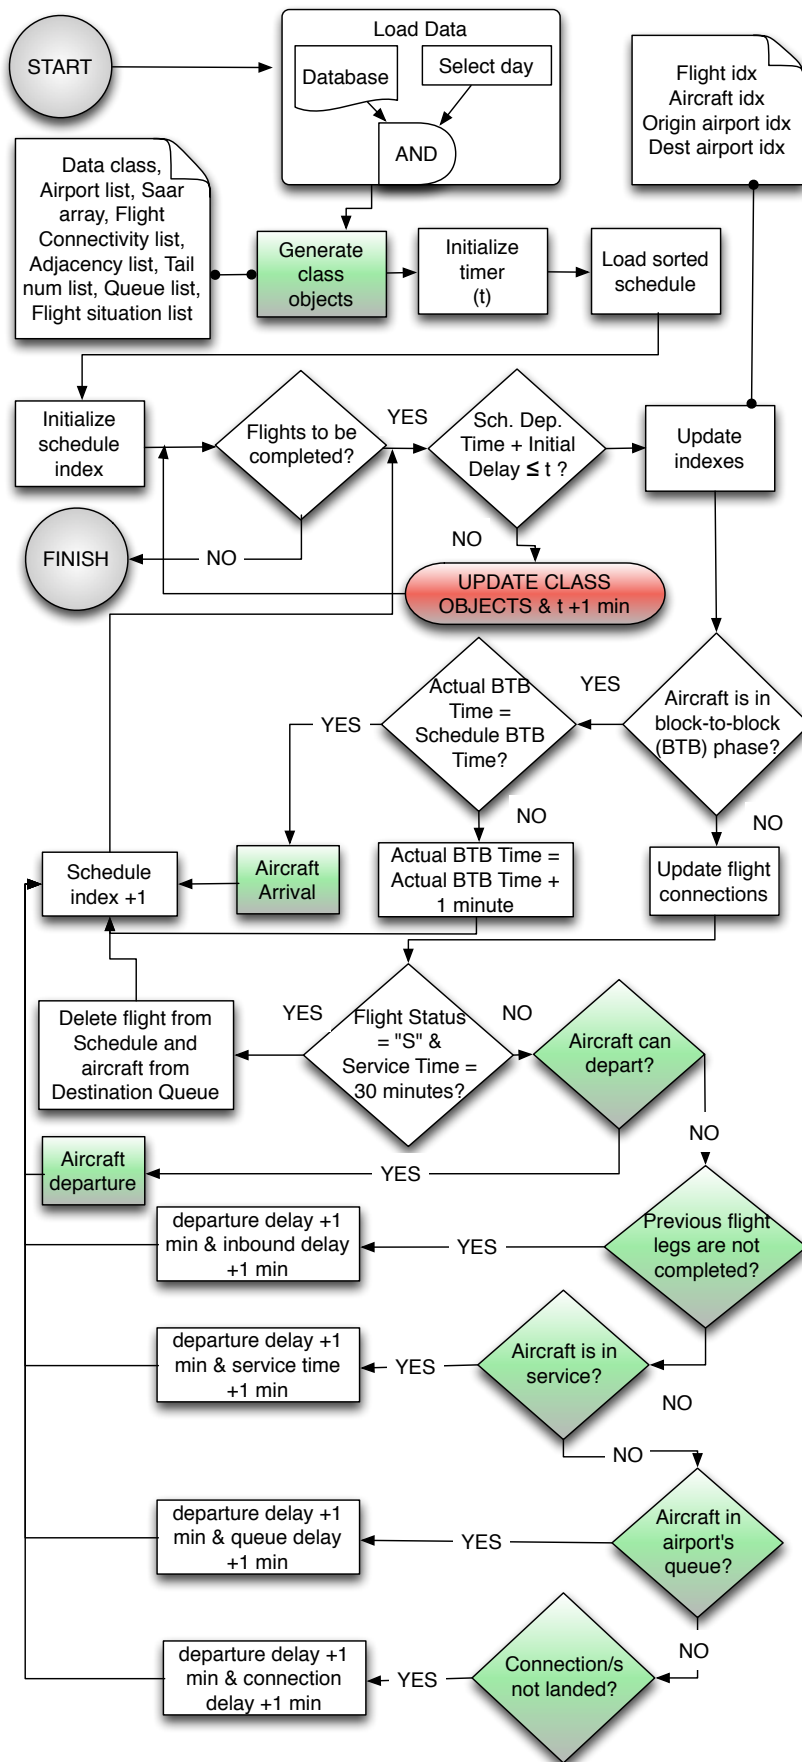 START
Load Data
Database
Select day
AND
Flight idx
Aircraft idx
Origin airport idx
Dest airport idx
Data class,
Airport list, Saar
array, Flight
Connectivity list,
Adjacency list, Tail
num list, Queue list,
Flight situation list
Generate
class
objects
Initialize
timer
(t)
Load sorted
schedule
Initialize
schedule
index
Flights to be
completed?
YES
Sch. Dep.
Time + Initial
Delay ≤ t ?
Update
indexes
FINISH
NO
NO
UPDATE CLASS
OBJECTS & t +1 min
Actual BTB
Time =
Schedule BTB
Time?
YES
YES
Aircraft is in
block-to-block
(BTB) phase?
NO
NO
Schedule
index +1
Aircraft
Arrival
Actual BTB Time =
Actual BTB Time +
1 minute
Update flight
connections
Delete flight from
Schedule and
aircraft from
Destination Queue
YES
Flight Status
= "S" &
Service Time =
30 minutes?
NO
Aircraft can
depart?
NO
Aircraft
departure
YES
departure delay +1
min & inbound delay
+1 min
YES
Previous flight
legs are not
completed?
departure delay +1
min & service time
+1 min
YES
Aircraft is in
service?
NO
NO
departure delay +1
min & queue delay
+1 min
YES
Aircraft in
airport's
queue?
NO
departure delay +1
min & connection
delay +1 min
YES
Connection/s
not landed?